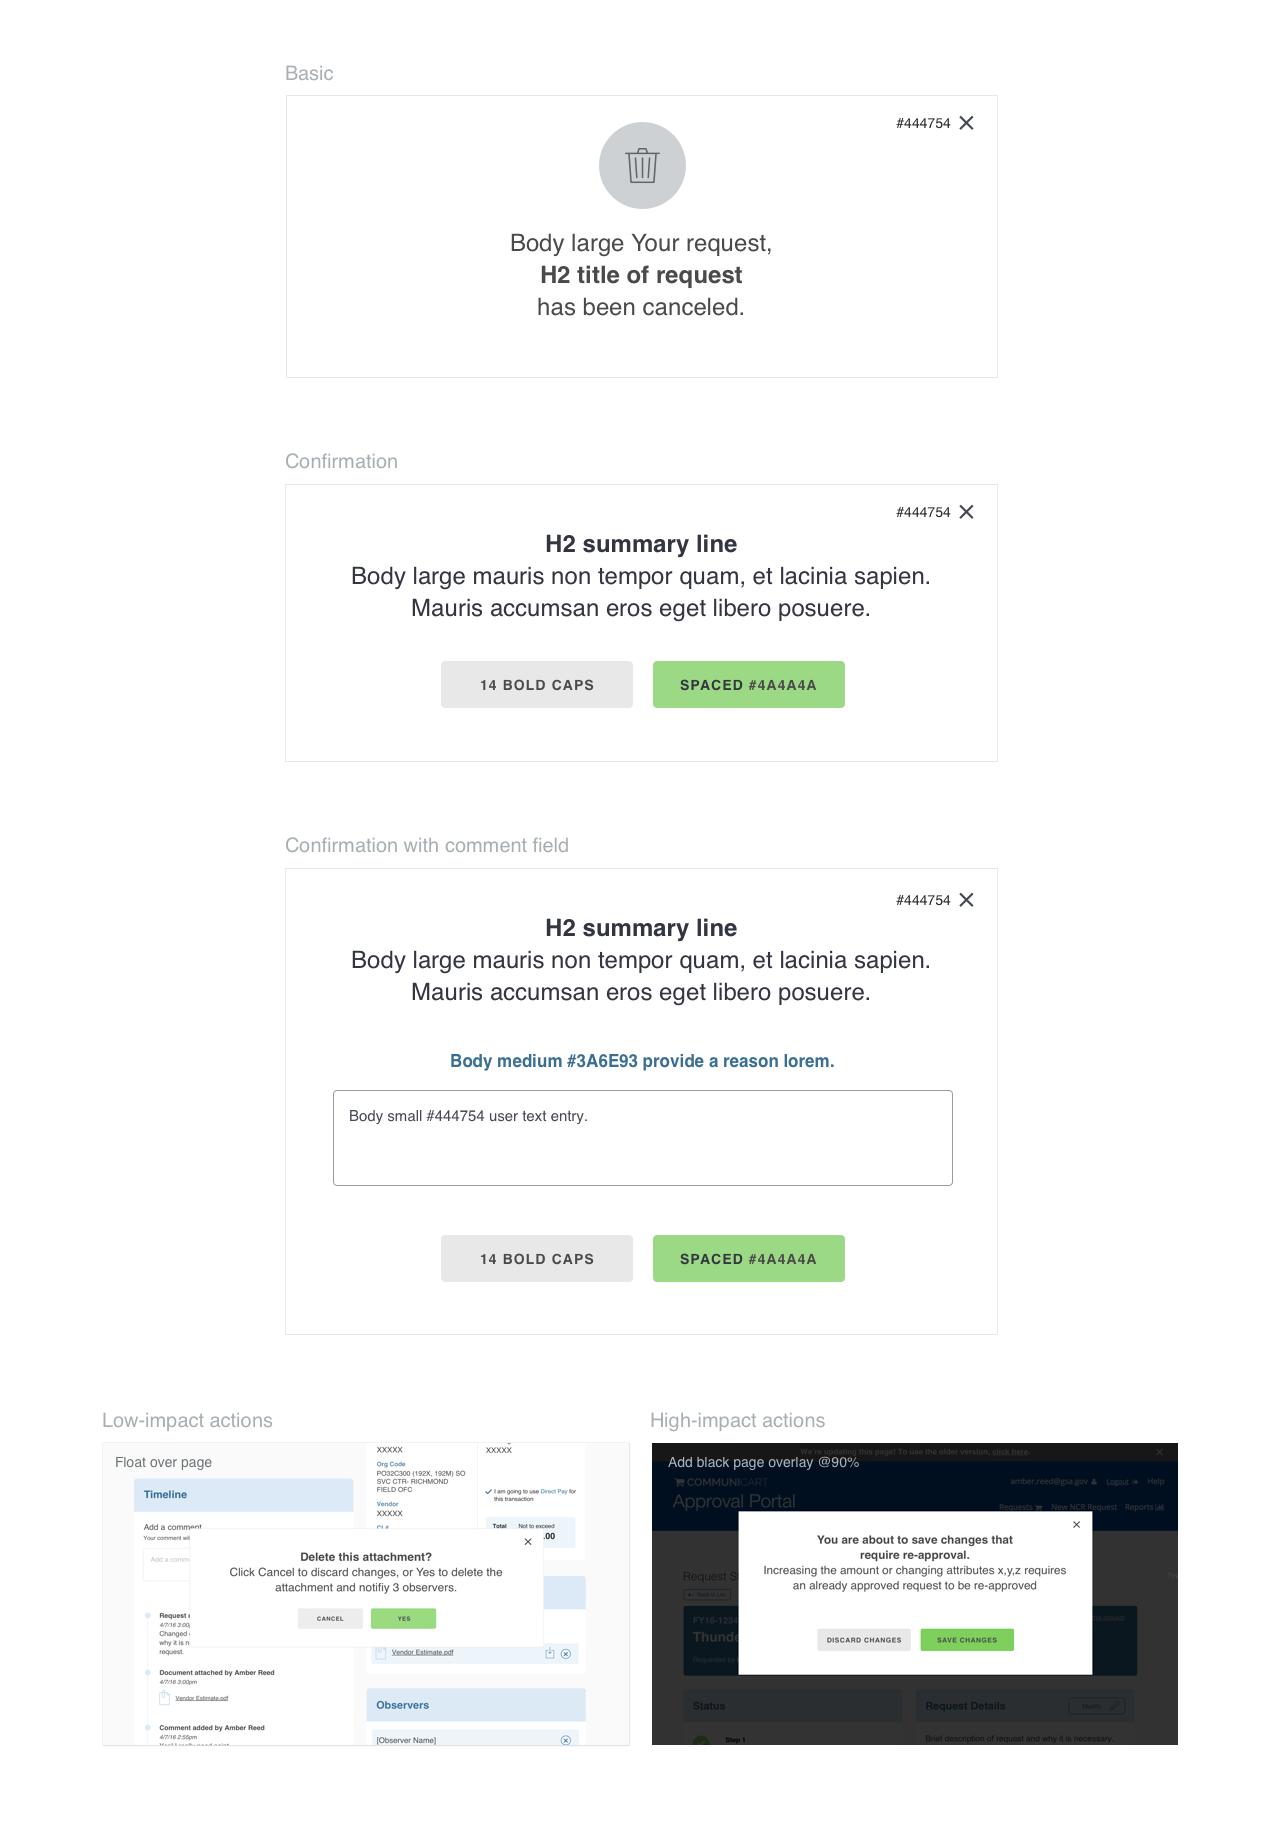 Basic
#444754
Body large Your request,
H2 title of request
has been canceled.
Confirmation
#444754
H2 summary line
Body large mauris non tempor quam, et lacinia sapien.
Mauris accumsan eros eget libero posuere.
14 BOLD CAPS
SPACED #4A4A4A
Confirmation with comment field
#444754
H2 summary line
Body large mauris non tempor quam, et lacinia sapien.
Mauris accumsan eros eget libero posuere.
Body medium #3A6E93 provide a reason lorem.
Body small #444754 user text entry.
14 BOLD CAPS
SPACED #4A4A4A
Low-impact actions
Float over page
Timeline
Add a comment
Your comment wil
Add a comme
XXXXX
Org Code
PO32C300 (192X, 192M) SO
SVC CTR- RICHMOND
FIELD OFC
Vendor
XXXXX
CL#
XXXXX
I am going to use Direct Pay for
this transaction
Total
Not to exceed
.00
Delete this attachment?
Click Cancel to discard changes, or Yes to delete the
attachment and notifiy 3 observers.
CANCEL
YES
Request
4/7/16 3:00p
Changed
why it is n
request.
Document attached by Amber Reed
4/7/16 3:00pm
Vendor Estimate.pdf
Comment added by Amber Reed
4/7/16 2:55pm
Vendor Estimate.pdf
Observers
[Observer Name]
High-impact actions
We're updating this page! To use the older version, click here.
Add black page overlay @90%
COMMUNICART
Approval Portal
amber.reed@gsa.gov
Logout
Help
Requests
New NCR Request
Reports
You are about to save changes that
require re-approval.
Increasing the amount or changing attributes x,y,z requires
an already approved request to be re-approved
DISCARD CHANGES
SAVE CHANGES
Request S
Back to List
FY16-1234
Thunde
Requested by
Status
Step 1
Request Details
Modify
Brief description of request and why it is necessary.